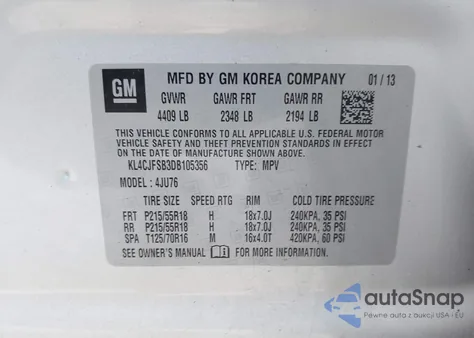 GM MFD BY GM KOREA COMPANY 01/13
GVWR GAWR FRT GAWR RR
4409 LB 2348 LB 2194 LB
THIS VEHICLE CONFORMS TO ALL APPLICABLE U.S. FEDERAL MOTOR
VEHICLE SAFETY AND THEFT PREVENTION STANDARDS IN EFFECT ON
THE DATE OF MANUFACTURE SHOWN ABOVE.
KL4CJFSB3DB105356 TYPE: MPV
MODEL: 4JU76
TIRE SIZE SPEED RTG RIM COLD TIRE PRESSURE
FRT P215/55R18 H 18x7.0J 240KPA, 35 PSI
RR P215/55R18 H 18x7.0J 240KPA, 35 PSI
SPA T125/70R16 M 16x4.0T 420KPA, 60 PSI
SEE OWNER'S MANUAL FOR MORE INFORMATION
autoSnap
Pewne auto z USA i EU